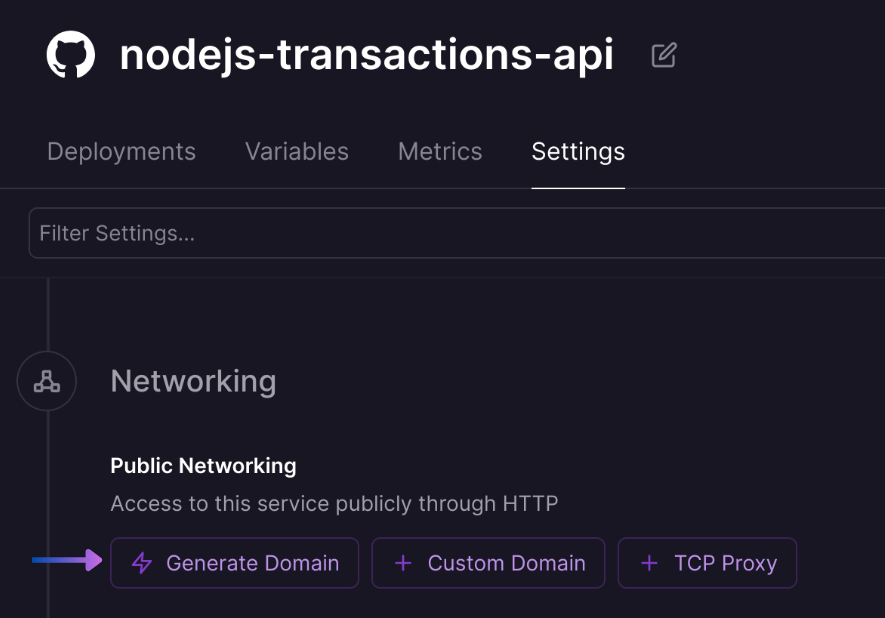 nodejs-transactions-api
Deployments Variables Metrics Settings
Filter Settings...
Networking
Public Networking
Access to this service publicly through HTTP
Generate Domain + Custom Domain + TCP Proxy